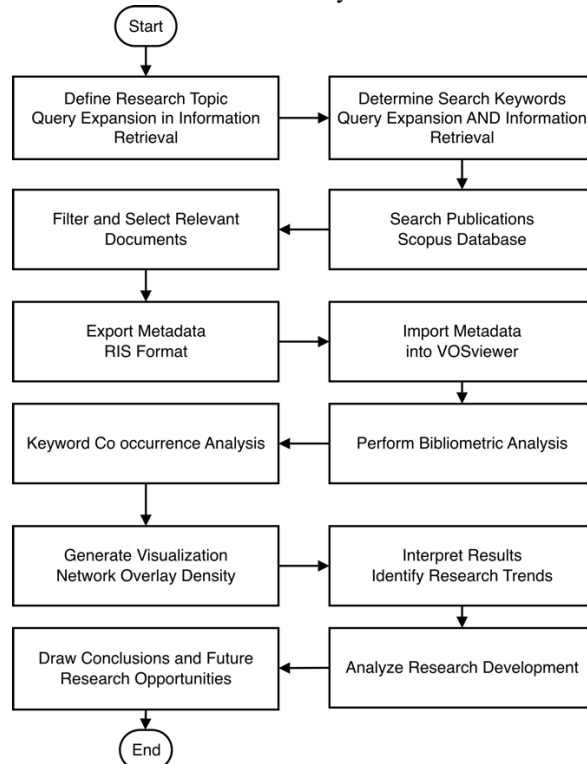 Start
Define Research Topic
Query Expansion in Information
Retrieval
Determine Search Keywords
Query Expansion AND Information
Retrieval
Search Publications
Scopus Database
Filter and Select Relevant
Documents
Export Metadata
RIS Format
Import Metadata
into VOSviewer
Perform Bibliometric Analysis
Keyword Co occurrence Analysis
Generate Visualization
Network Overlay Density
Interpret Results
Identify Research Trends
Analyze Research Development
Draw Conclusions and Future
Research Opportunities
End